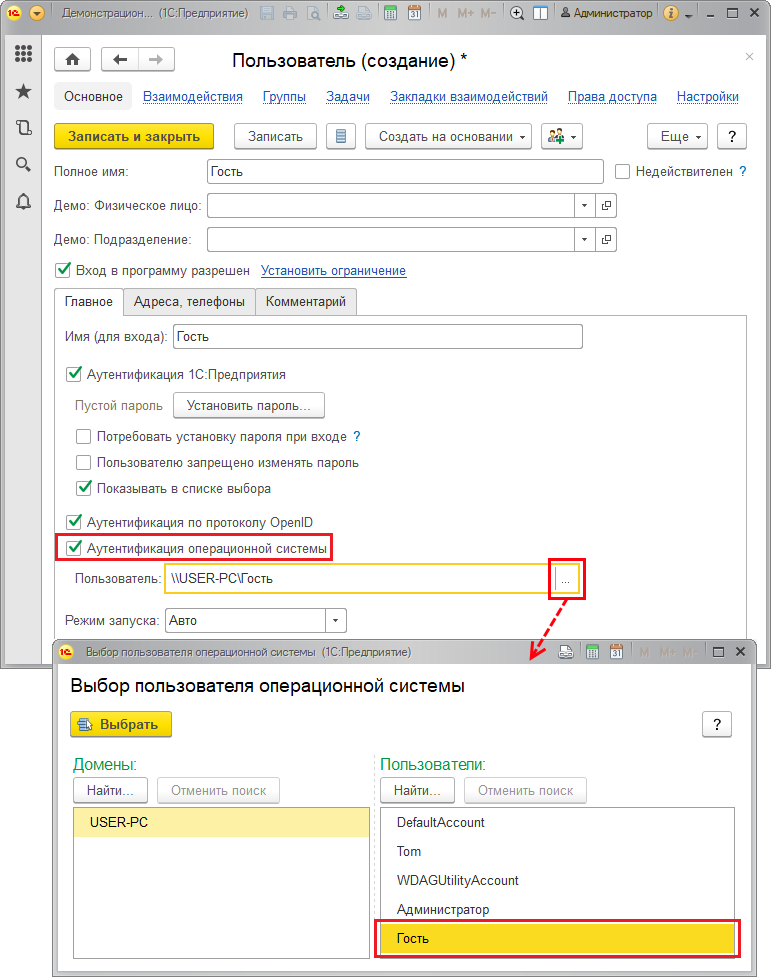 Демонстрацион... (1С:Предприятие) M M+ M- Администратор
Пользователь (создание) *
Основное Взаимодействия Группы Задачи Закладки взаимодействий Права доступа Настройки
Записать и закрыть Записать Создать на основании Еще ?
Полное имя: Гость Недействителен ?
Демо: Физическое лицо:
Демо: Подразделение:
Вход в программу разрешен Установить ограничение
Главное Адреса, телефоны Комментарий
Имя (для входа): Гость
Аутентификация 1С:Предприятия
Пустой пароль Установить пароль...
Потребовать установку пароля при входе ?
Пользователю запрещено изменять пароль
Показывать в списке выбора
Аутентификация по протоколу OpenID
Аутентификация операционной системы
Пользователь: \\USER-PC\Гость ...
Режим запуска: Авто
Выбор пользователя операционной системы (1С:Предприятие) M M+ M-
Выбор пользователя операционной системы
Выбрать ?
Домены: Пользователи:
Найти... Отменить поиск Найти... Отменить поиск
USER-PC DefaultAccount
Tom
WDAGUtilityAccount
Администратор
Гость